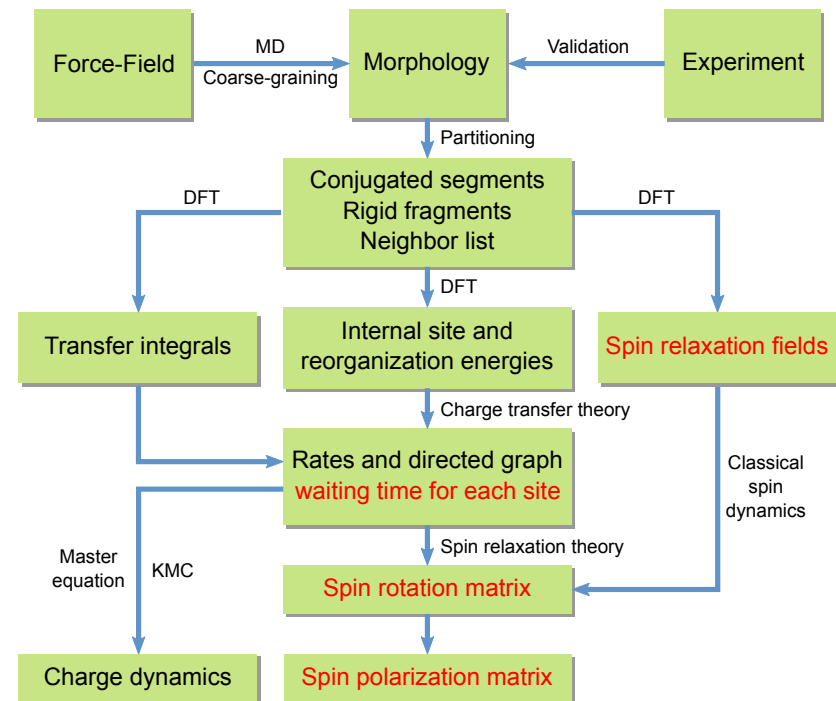 Force-Field
MD
Coarse-graining
Morphology
Validation
Experiment
Partitioning
Conjugated segments
Rigid fragments
Neighbor list
DFT
DFT
DFT
Transfer integrals
Internal site and
reorganization energies
Spin relaxation fields
Charge transfer theory
Rates and directed graph
waiting time for each site
Classical
spin
dynamics
Master
equation
KMC
Spin relaxation theory
Spin rotation matrix
Charge dynamics
Spin polarization matrix